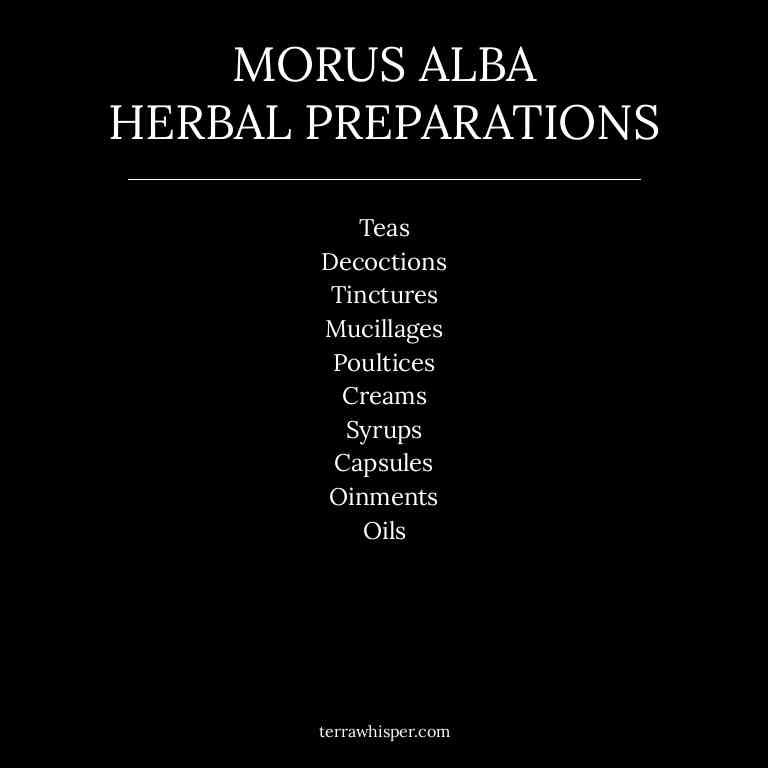 MORUS ALBA
HERBAL PREPARATIONS
Teas
Decoctions
Tinctures
Mucillages
Poultices
Creams
Syrups
Capsules
Oinments
Oils
terrawhisper.com